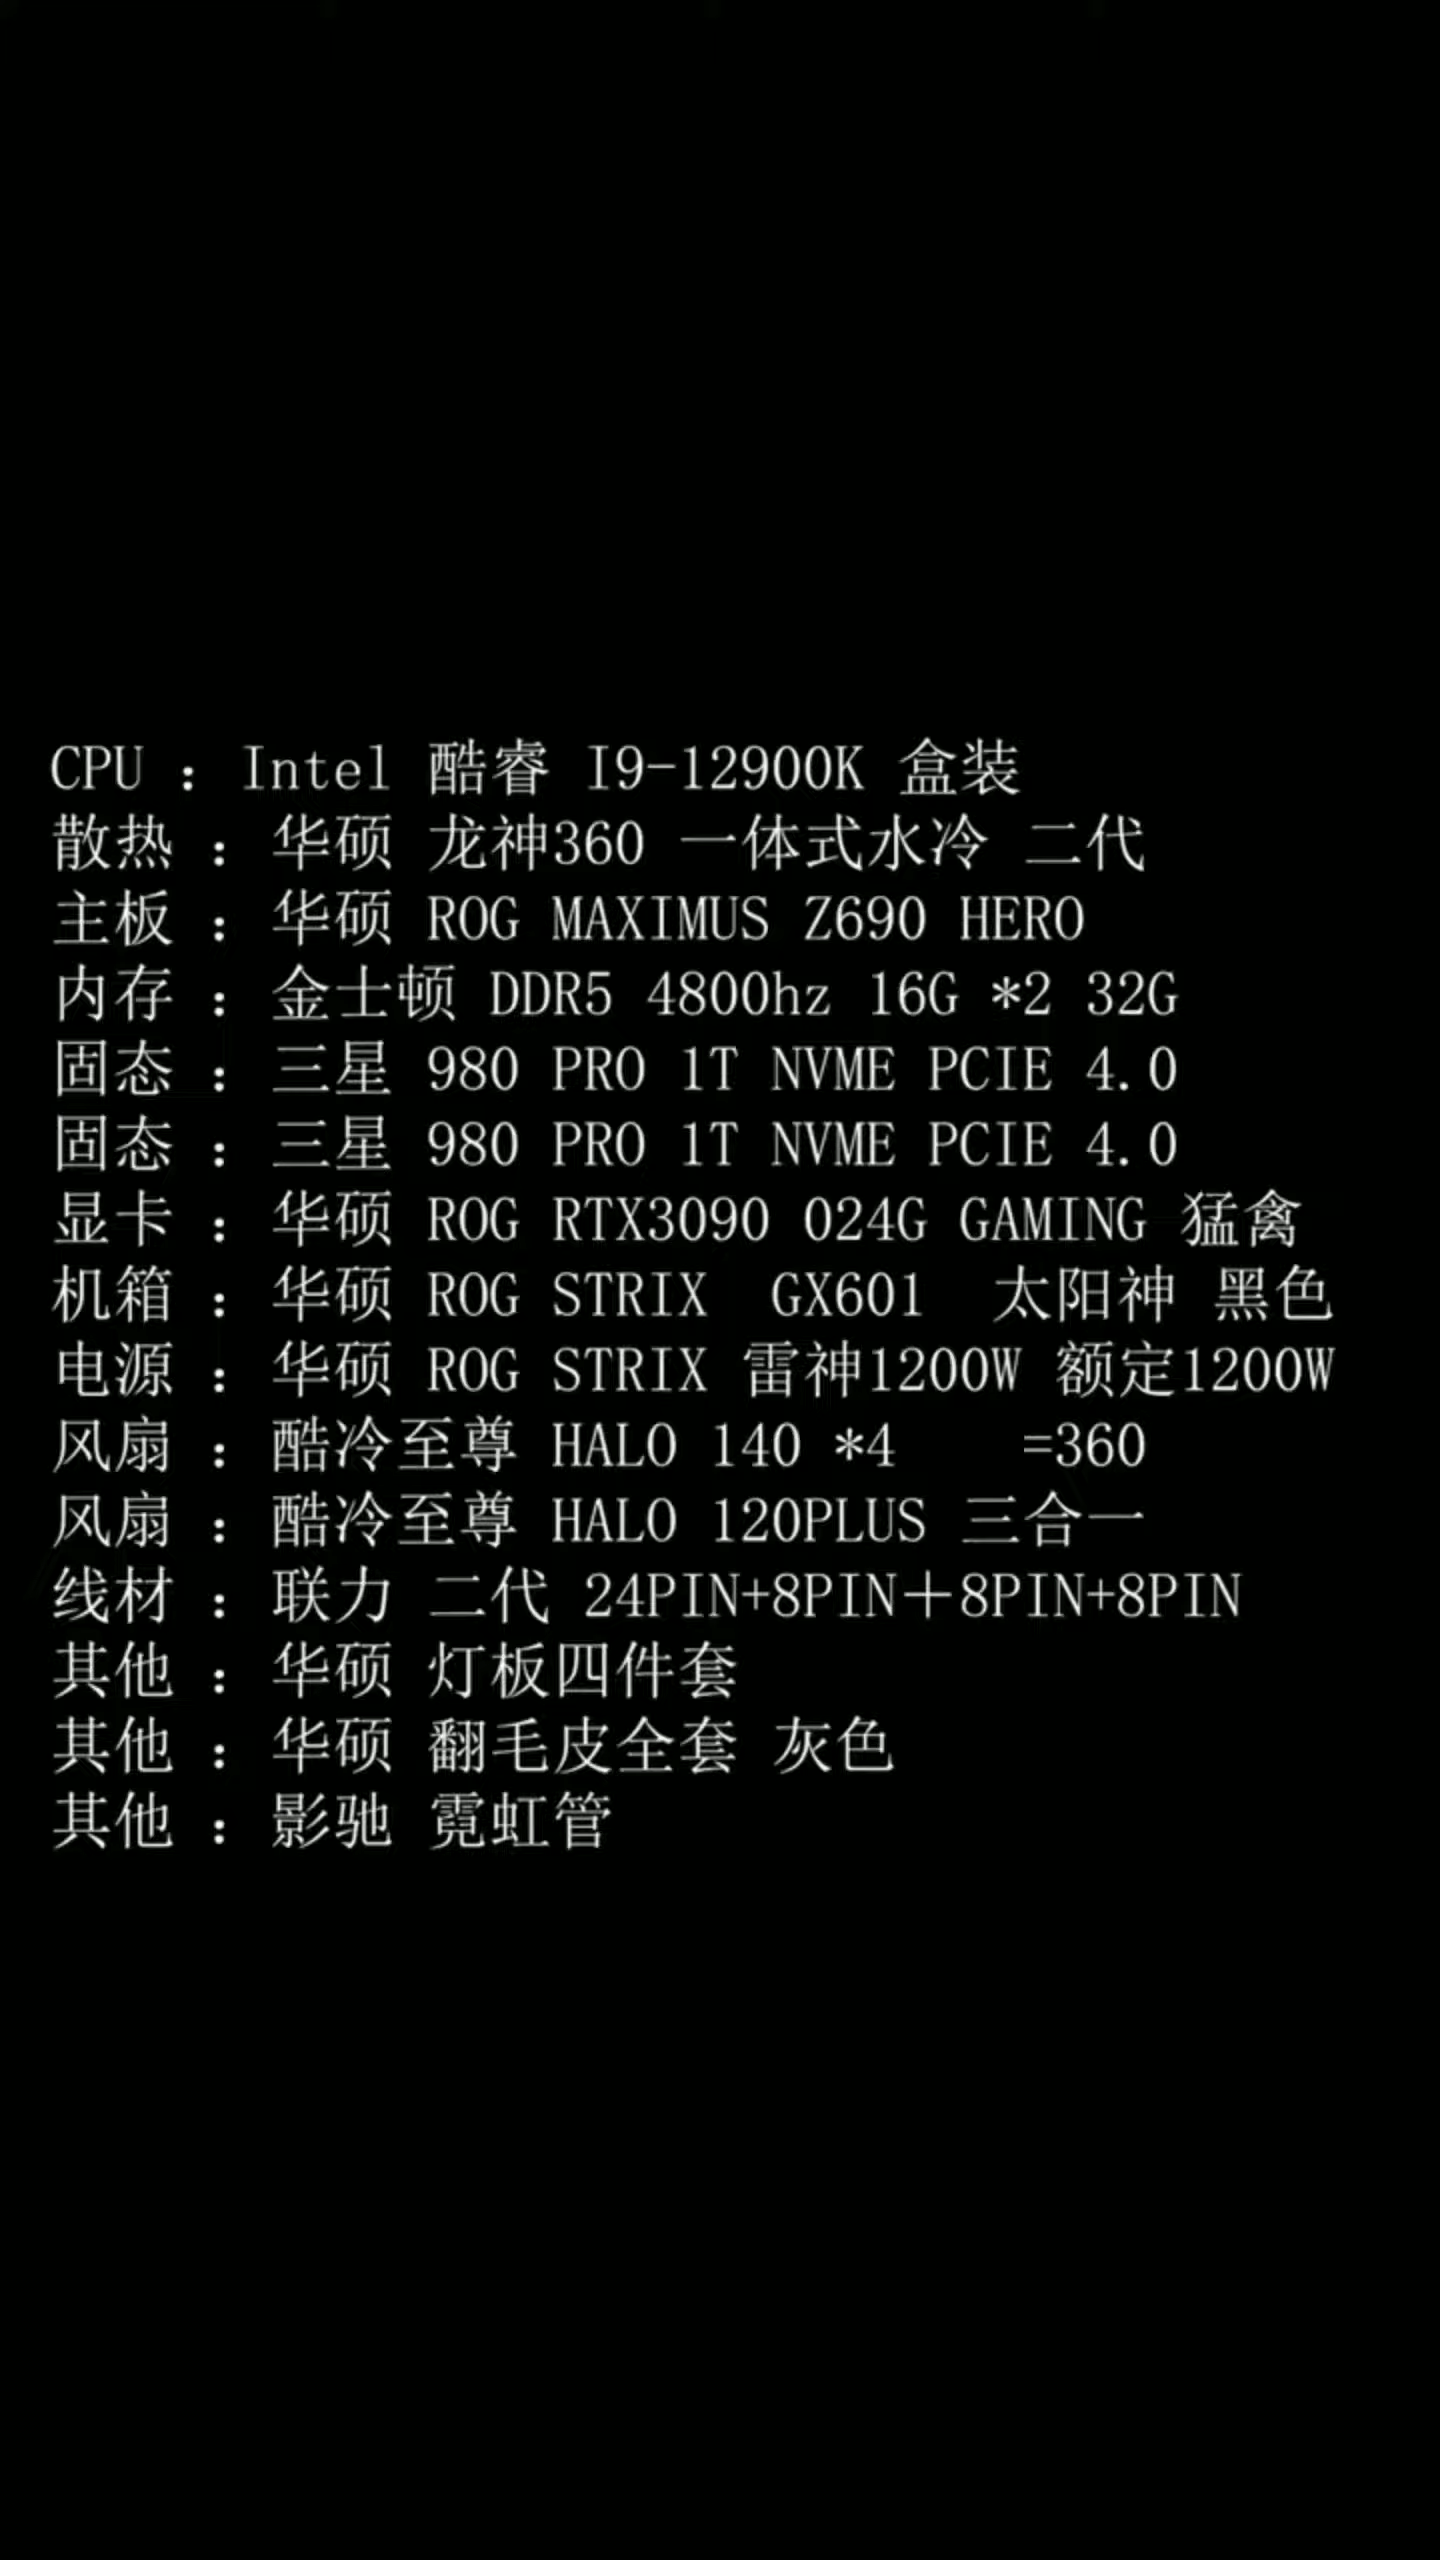 CPU ：Intel 酷睿 I9-12900K 盒装
散热 ：华硕 龙神360 一体式水冷 二代
主板 ：华硕 ROG MAXIMUS Z690 HERO
内存 ：金士顿 DDR5 4800hz 16G *2 32G
固态 ：三星 980 PRO 1T NVME PCIE 4.0
固态 ：三星 980 PRO 1T NVME PCIE 4.0
显卡 ：华硕 ROG RTX3090 024G GAMING 猛禽
机箱 ：华硕 ROG STRIX  GX601  太阳神 黑色
电源 ：华硕 ROG STRIX 雷神1200W 额定1200W
风扇 ：酷冷至尊 HALO 140 *4    =360
风扇 ：酷冷至尊 HALO 120PLUS 三合一
线材 ：联力 二代 24PIN+8PIN＋8PIN+8PIN
其他 ：华硕 灯板四件套
其他 ：华硕 翻毛皮全套 灰色
其他 ：影驰 霓虹管